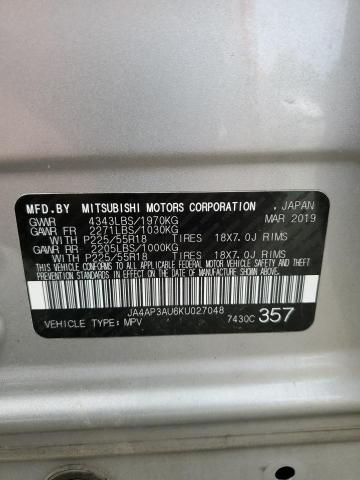 MFD.BY MITSUBISHI MOTORS CORPORATION . JAPAN
GVWR 4343LBS/1970KG MAR 2019
GAWR FR 2271LBS/1030KG
WITH P225/55R18 TIRES 18X7.0J RIMS
GAWR RR 2205LBS/1000KG
WITH P225/55R18 TIRES 18X7.0J RIMS
THIS VEHICLE CONFORMS TO ALL APPLICABLE
FEDERAL MOTOR VEHICLE SAFETY AND THEFT
PREVENTION STANDARDS IN EFFECT ON THE
DATE OF MANUFACTURE SHOWN ABOVE.
JA4AP3AU6KU027048
VEHICLE TYPE: MPV 7430C 357